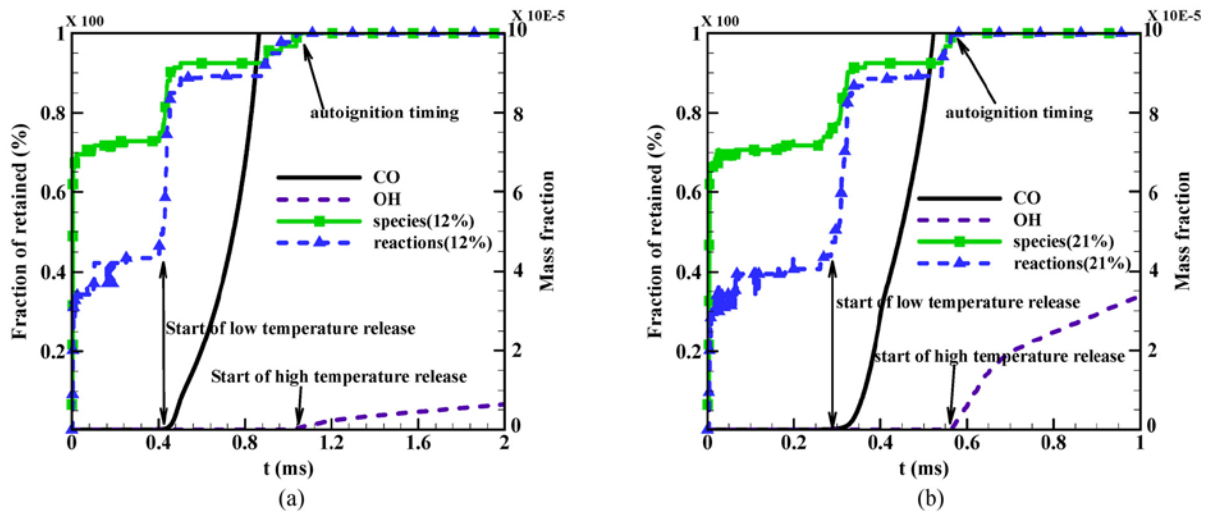 X 100
X 10E-5
Fraction of retained (%)
1
0.8
0.6
0.4
0.2
10
8
6
4
2
0
Mass fraction
autoignition timing
CO
OH
species(12%)
reactions(12%)
Start of low temperature release
Start of high temperature release
0
0.4
0.8
1.2
1.6
2
t (ms)
(a)
X 100
X 10E-5
Fraction of retained (%)
1
0.8
0.6
0.4
0.2
10
8
6
4
2
0
Mass fraction
autoignition timing
CO
OH
species(21%)
reactions(21%)
start of low temperature release
start of high temperature release
0
0.2
0.4
0.6
0.8
1
t (ms)
(b)